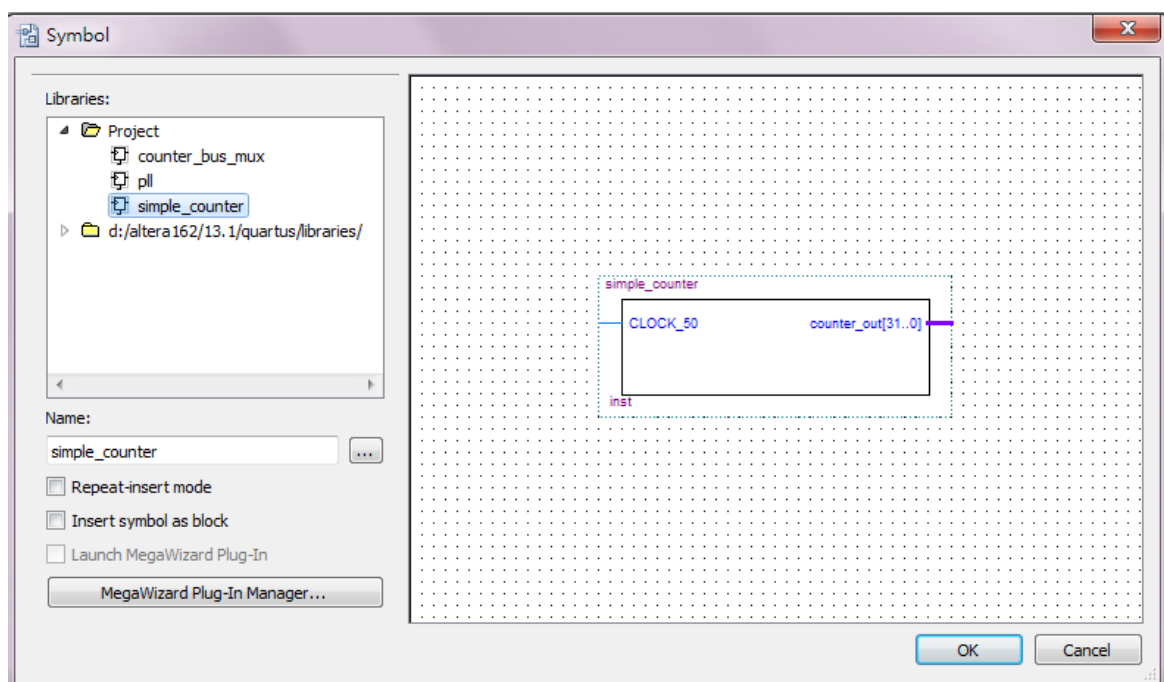 Symbol
Libraries:
Project
counter_bus_mux
pll
simple_counter
d:/altera162/13.1/quartus/libraries/
Name:
simple_counter
...
Repeat-insert mode
Insert symbol as block
Launch MegaWizard Plug-In
MegaWizard Plug-In Manager...
simple_counter
CLOCK_50 counter_out[31..0]
inst
OK Cancel